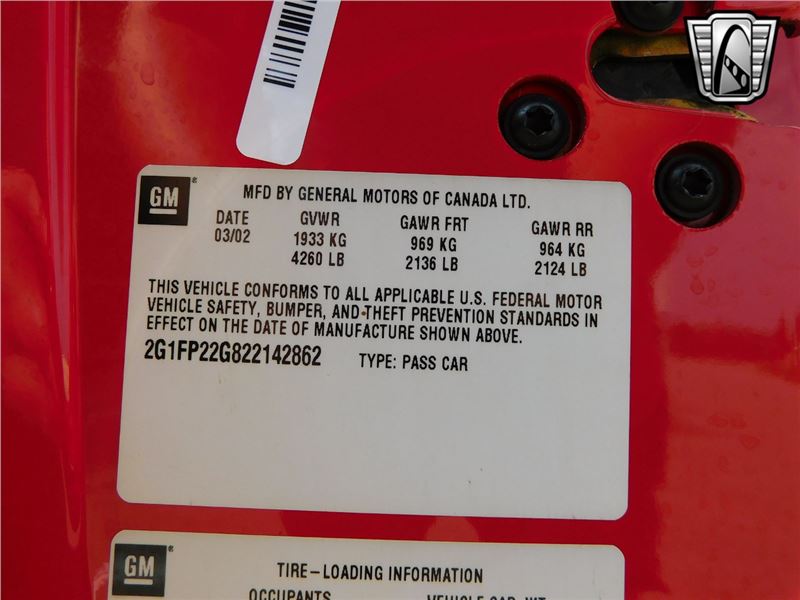 GM
MFD BY GENERAL MOTORS OF CANADA LTD.
DATE GVWR GAWR FRT GAWR RR
03/02 1933 KG 969 KG 964 KG
4260 LB 2136 LB 2124 LB
THIS VEHICLE CONFORMS TO ALL APPLICABLE U.S. FEDERAL MOTOR
VEHICLE SAFETY, BUMPER, AND THEFT PREVENTION STANDARDS IN
EFFECT ON THE DATE OF MANUFACTURE SHOWN ABOVE.
2G1FP22G822142862 TYPE: PASS CAR
GM
TIRE-LOADING INFORMATION
OCCUPANTS VEHICLE CAP. WT.